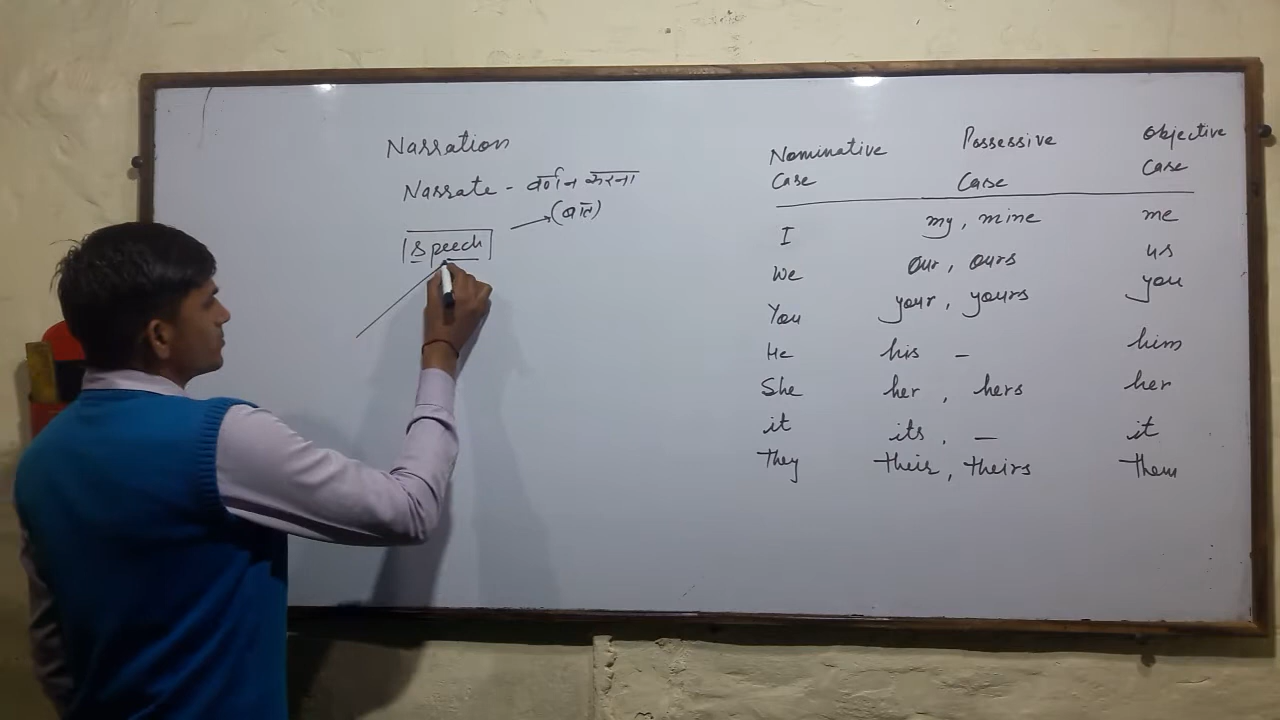 Narration
Narrate - वर्णन करना
(बात)
Speech
Nominative Case Possessive Case Objective Case
I my, mine me
We our, ours us
You your, yours you
He his - him
She her, hers her
it its, - it
They their, theirs them